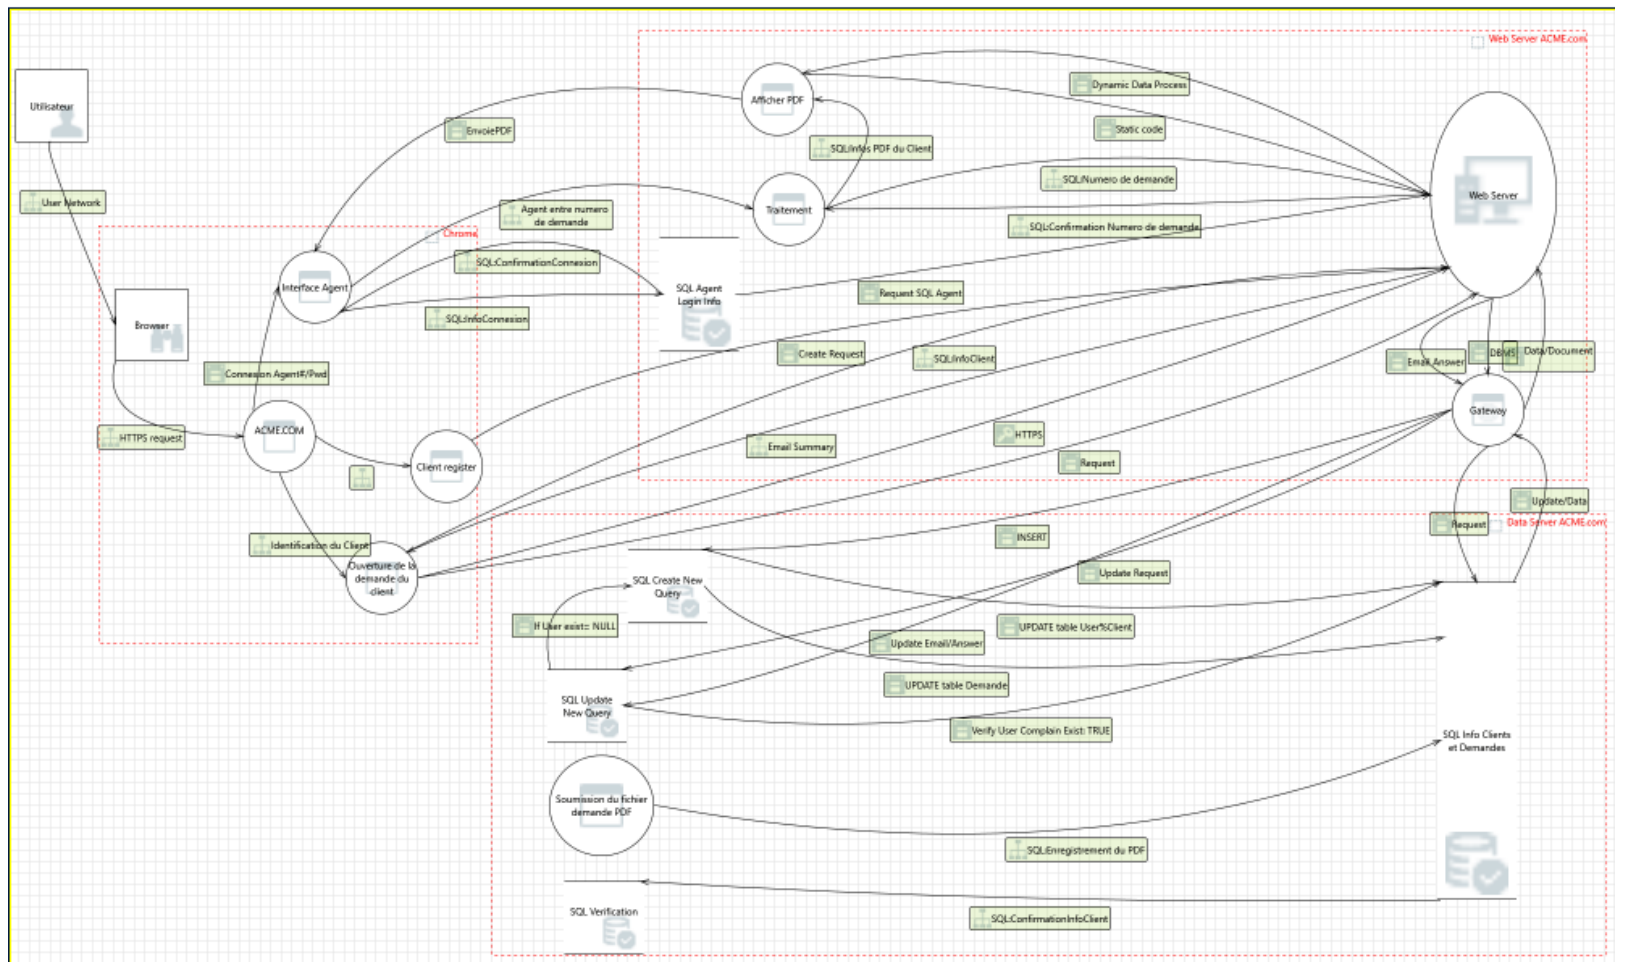 Web Server ACME.com
Utilisateur
Afficher PDF
Dynamic Data Process
EnvoiePDF
Static code
SQL:Infos PDF du Client
SQL:Numero de demande
Web Server
User Network
Traitement
Agent entre numero
de demande
SQL:Confirmation Numero de demande
Chrome
SQL:ConfirmationConnexion
Interface Agent
SQL Agent
Login Info
Request SQL Agent
SQL:InfoConnexion
Browser
Create Request
SQL/InfoClient
Email Answer
DBMS
Data/Document
Connexion Agent#/Pwd
Gateway
ACME.COM
HTTPS request
Client register
Email Summary
HTTPS
Request
Update/Data
Request
Data Server ACME.com
INSERT
Identification du Client
Ouverture de la
demande du
client
Update Request
SQL Create New
Query
If User exist:= NULL
UPDATE table User%Client
Update Email/Answer
UPDATE table Demande
SQL Update
New Query
Verify User Complain Exist: TRUE
SQL Info Clients
et Demandes
Soumission du fichier
demande PDF
SQL:Enregistrement du PDF
SQL Verification
SQL:ConfirmationInfoClient